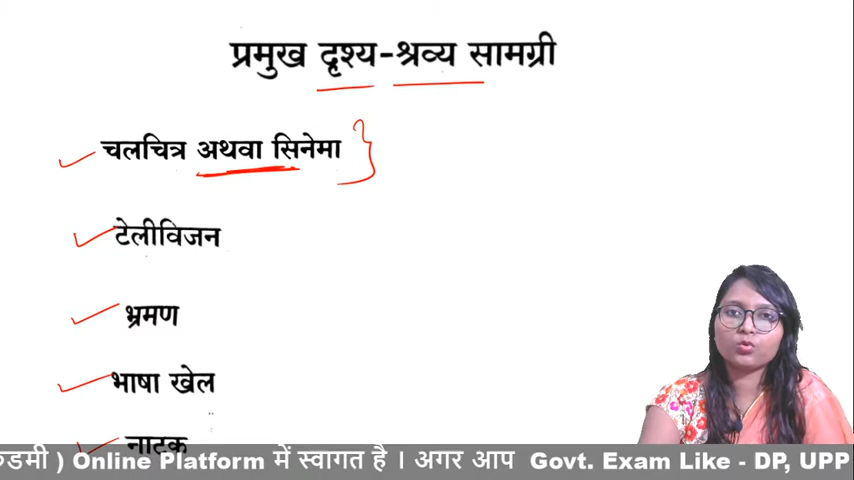 प्रमुख दृश्य-श्रव्य सामग्री
चलचित्र अथवा सिनेमा
टेलीविजन
भ्रमण
भाषा खेल
नाटक
) Online Platform में स्वागत है । अगर आप Govt. Exam Like - DP, UPP